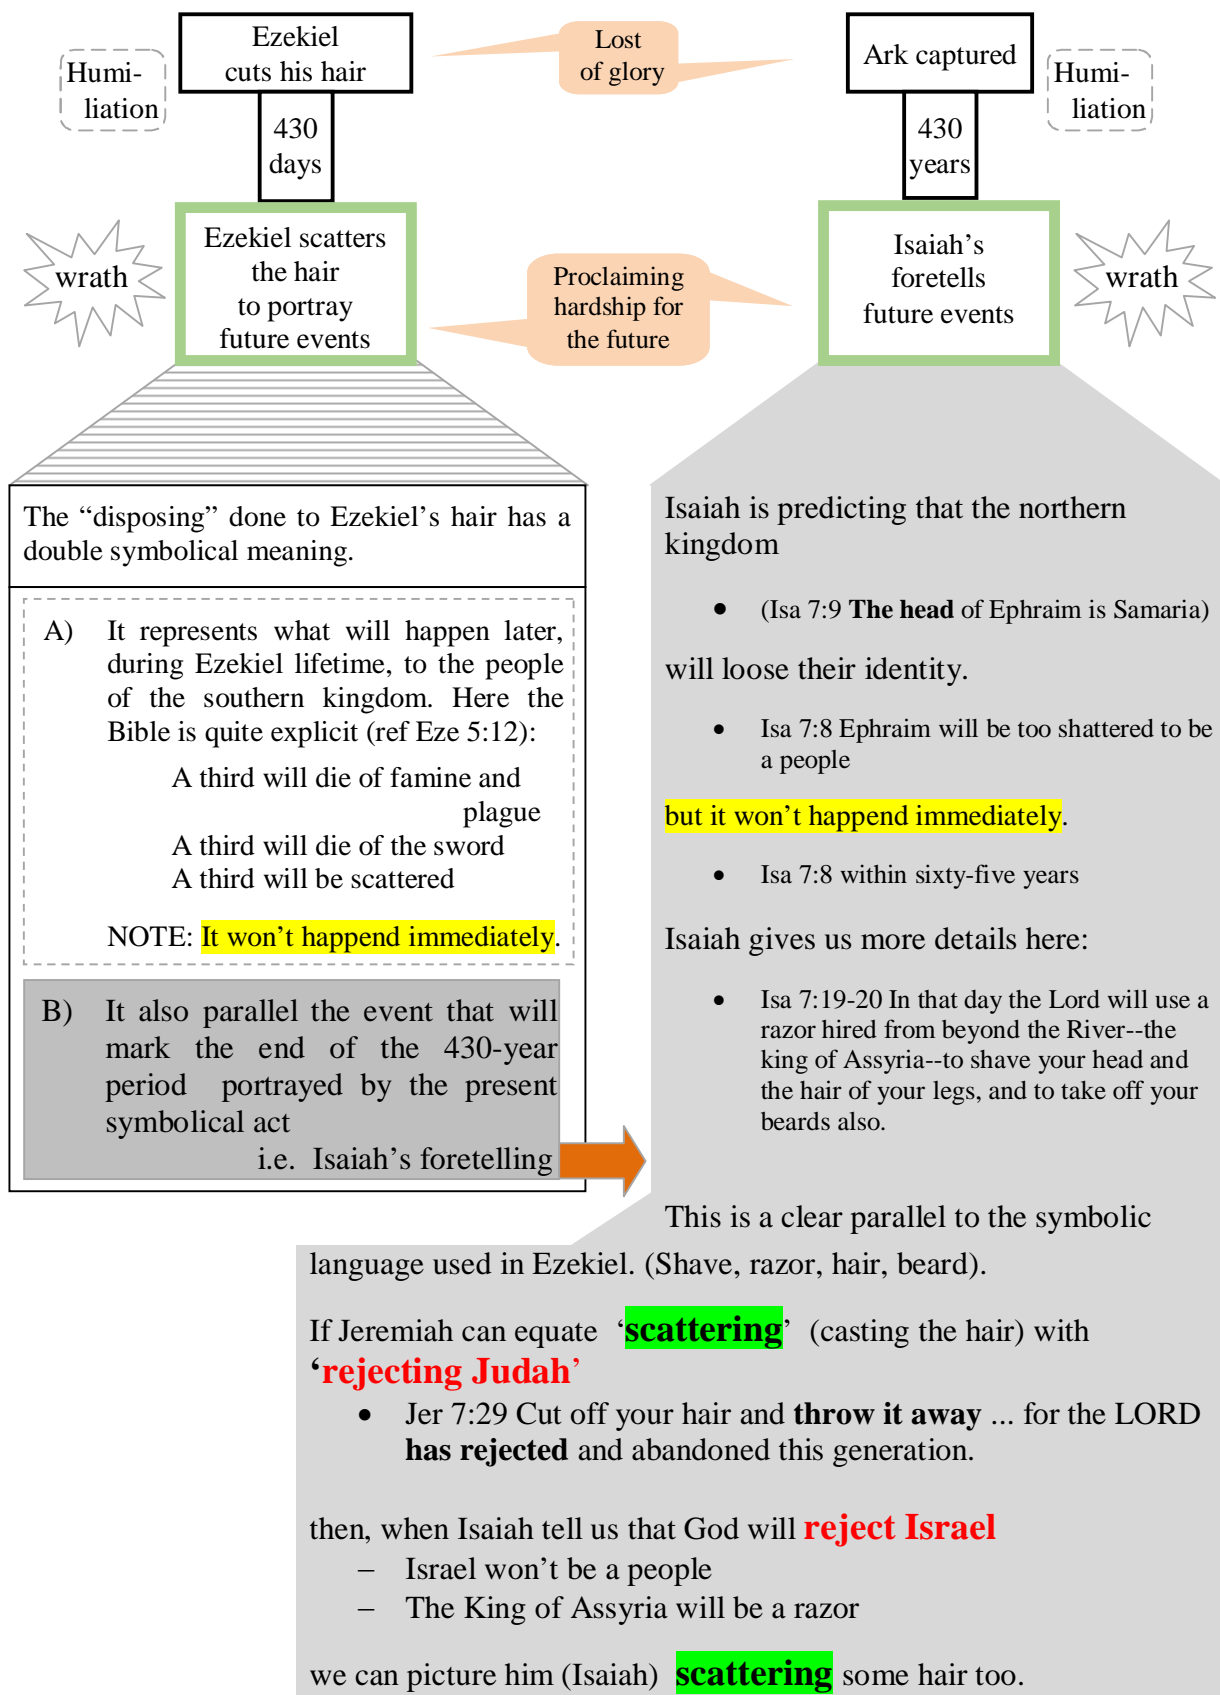 Ezekiel
cuts his hair
Lost
of glory
Ark captured
Humi-
liation
Humi-
liation
430
days
430
years
wrath
Ezekiel scatters
the hair
to portray
future events
Proclaiming
hardship for
the future
Isaiah’s
foretells
future events
wrath
The “disposing” done to Ezekiel’s hair has a
double symbolical meaning.
A) It represents what will happen later,
during Ezekiel lifetime, to the people
of the southern kingdom. Here the
Bible is quite explicit (ref Eze 5:12):
A third will die of famine and
plague
A third will die of the sword
A third will be scattered
NOTE: It won’t happend immediately.
B) It also parallel the event that will
mark the end of the 430-year
period portrayed by the present
symbolical act
i.e. Isaiah’s foretelling
Isaiah is predicting that the northern
kingdom
• (Isa 7:9 The head of Ephraim is Samaria)
will loose their identity.
• Isa 7:8 Ephraim will be too shattered to be
a people
but it won’t happend immediately.
• Isa 7:8 within sixty-five years
Isaiah gives us more details here:
• Isa 7:19-20 In that day the Lord will use a
razor hired from beyond the River--the
king of Assyria--to shave your head and
the hair of your legs, and to take off your
beards also.
This is a clear parallel to the symbolic
language used in Ezekiel. (Shave, razor, hair, beard).
If Jeremiah can equate ‘scattering’ (casting the hair) with
‘rejecting Judah’
• Jer 7:29 Cut off your hair and throw it away ... for the LORD
has rejected and abandoned this generation.
then, when Isaiah tell us that God will reject Israel
– Israel won’t be a people
– The King of Assyria will be a razor
we can picture him (Isaiah) scattering some hair too.